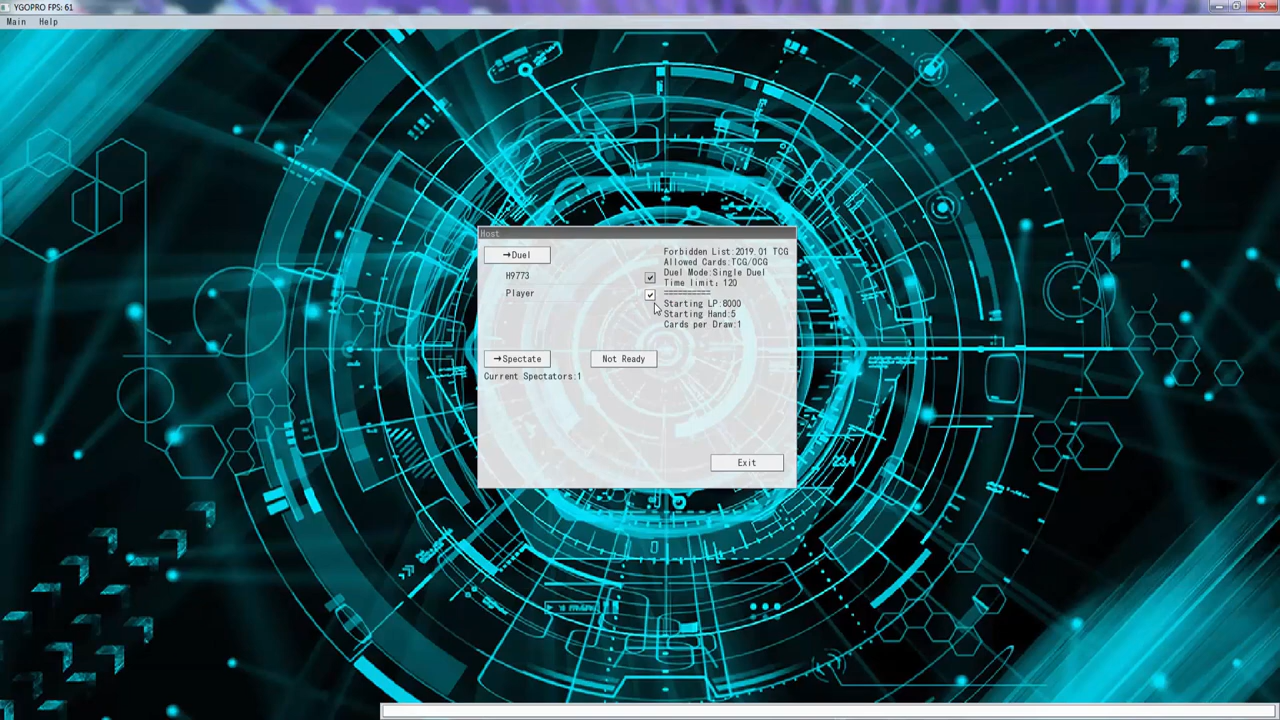 YGOPRO FPS: 61
Main Help
Host
→Duel
H9773
Player
Forbidden List:2019.01 TCG
Allowed Cards:TCG/OCG
Duel Mode:Single Duel
Time limit: 120
==========
Starting LP:8000
Starting Hand:5
Cards per Draw:1
→Spectate
Not Ready
Current Spectators:1
Exit
23.4